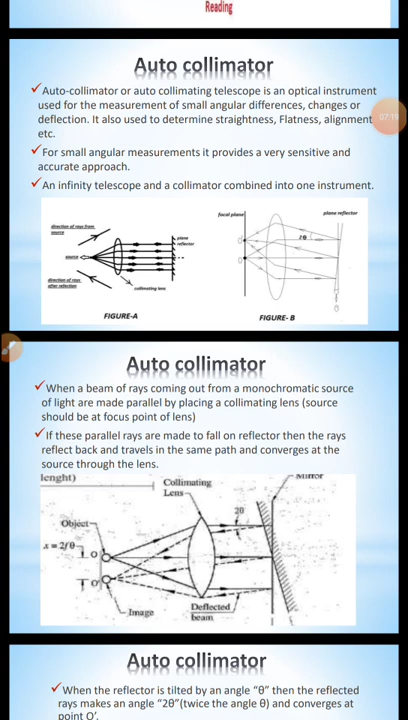 Reading
Auto collimator
✓Auto-collimator or auto collimating telescope is an optical instrument
used for the measurement of small angular differences, changes or
deflection. It also used to determine straightness, Flatness, alignment
etc.
07:19
✓For small angular measurements it provides a very sensitive and
accurate approach.
✓An infinity telescope and a collimator combined into one instrument.
direction of rays from
source
source
plane
reflector
direction of rays
after reflection
collimating lens
FIGURE-A
focal plane
plane reflector
2θ
FIGURE- B
Auto collimator
✓When a beam of rays coming out from a monochromatic source
of light are made parallel by placing a collimating lens (source
should be at focus point of lens)
✓If these parallel rays are made to fall on reflector then the rays
reflect back and travels in the same path and converges at the
source through the lens.
lenght)
Collimating
Lens
Mirror
2θ
Object
x = 2fθ
O
O
Image
Deflected
beam
Auto collimator
✓When the reflector is tilted by an angle “θ” then the reflected
rays makes an angle “2θ”(twice the angle θ) and converges at
point O’.